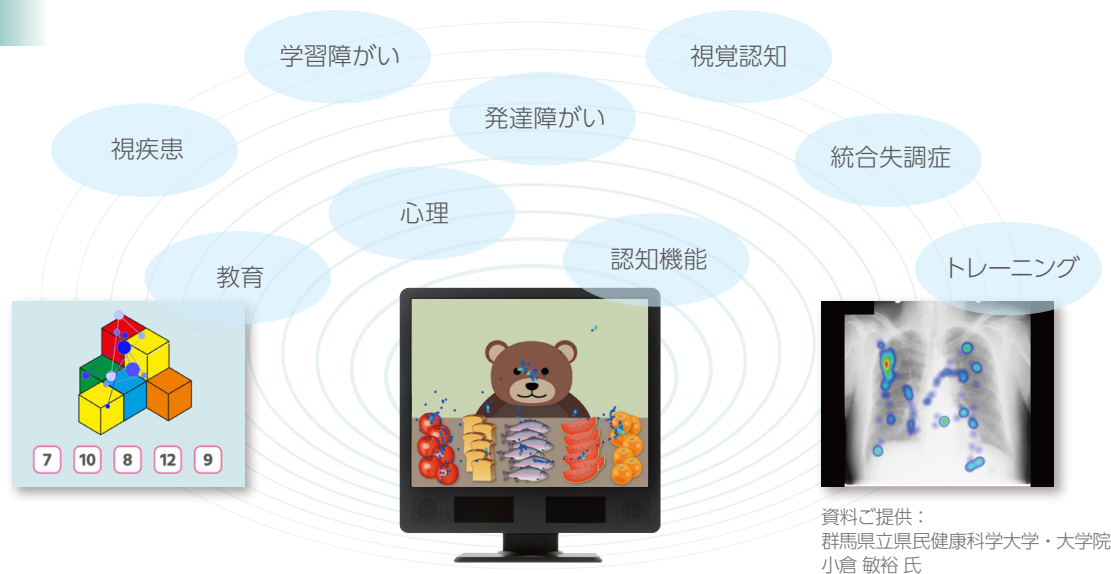 学習障がい
視覚認知
発達障がい
視疾患
統合失調症
心理
認知機能
教育
トレーニング
7 10 8 12 9
資料ご提供：
群馬県立県民健康科学大学・大学院
小倉 敏裕 氏